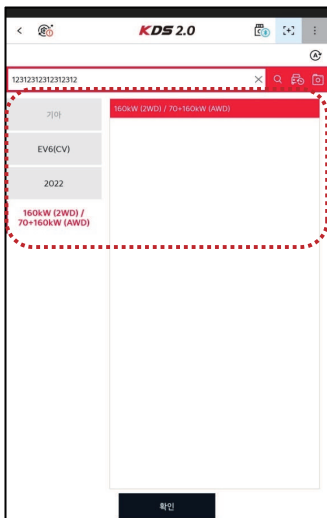 KDS 2.0
12312312312312312
기아
160kW (2WD) / 70+160kW (AWD)
EV6(CV)
2022
160kW (2WD) /
70+160kW (AWD)
확인